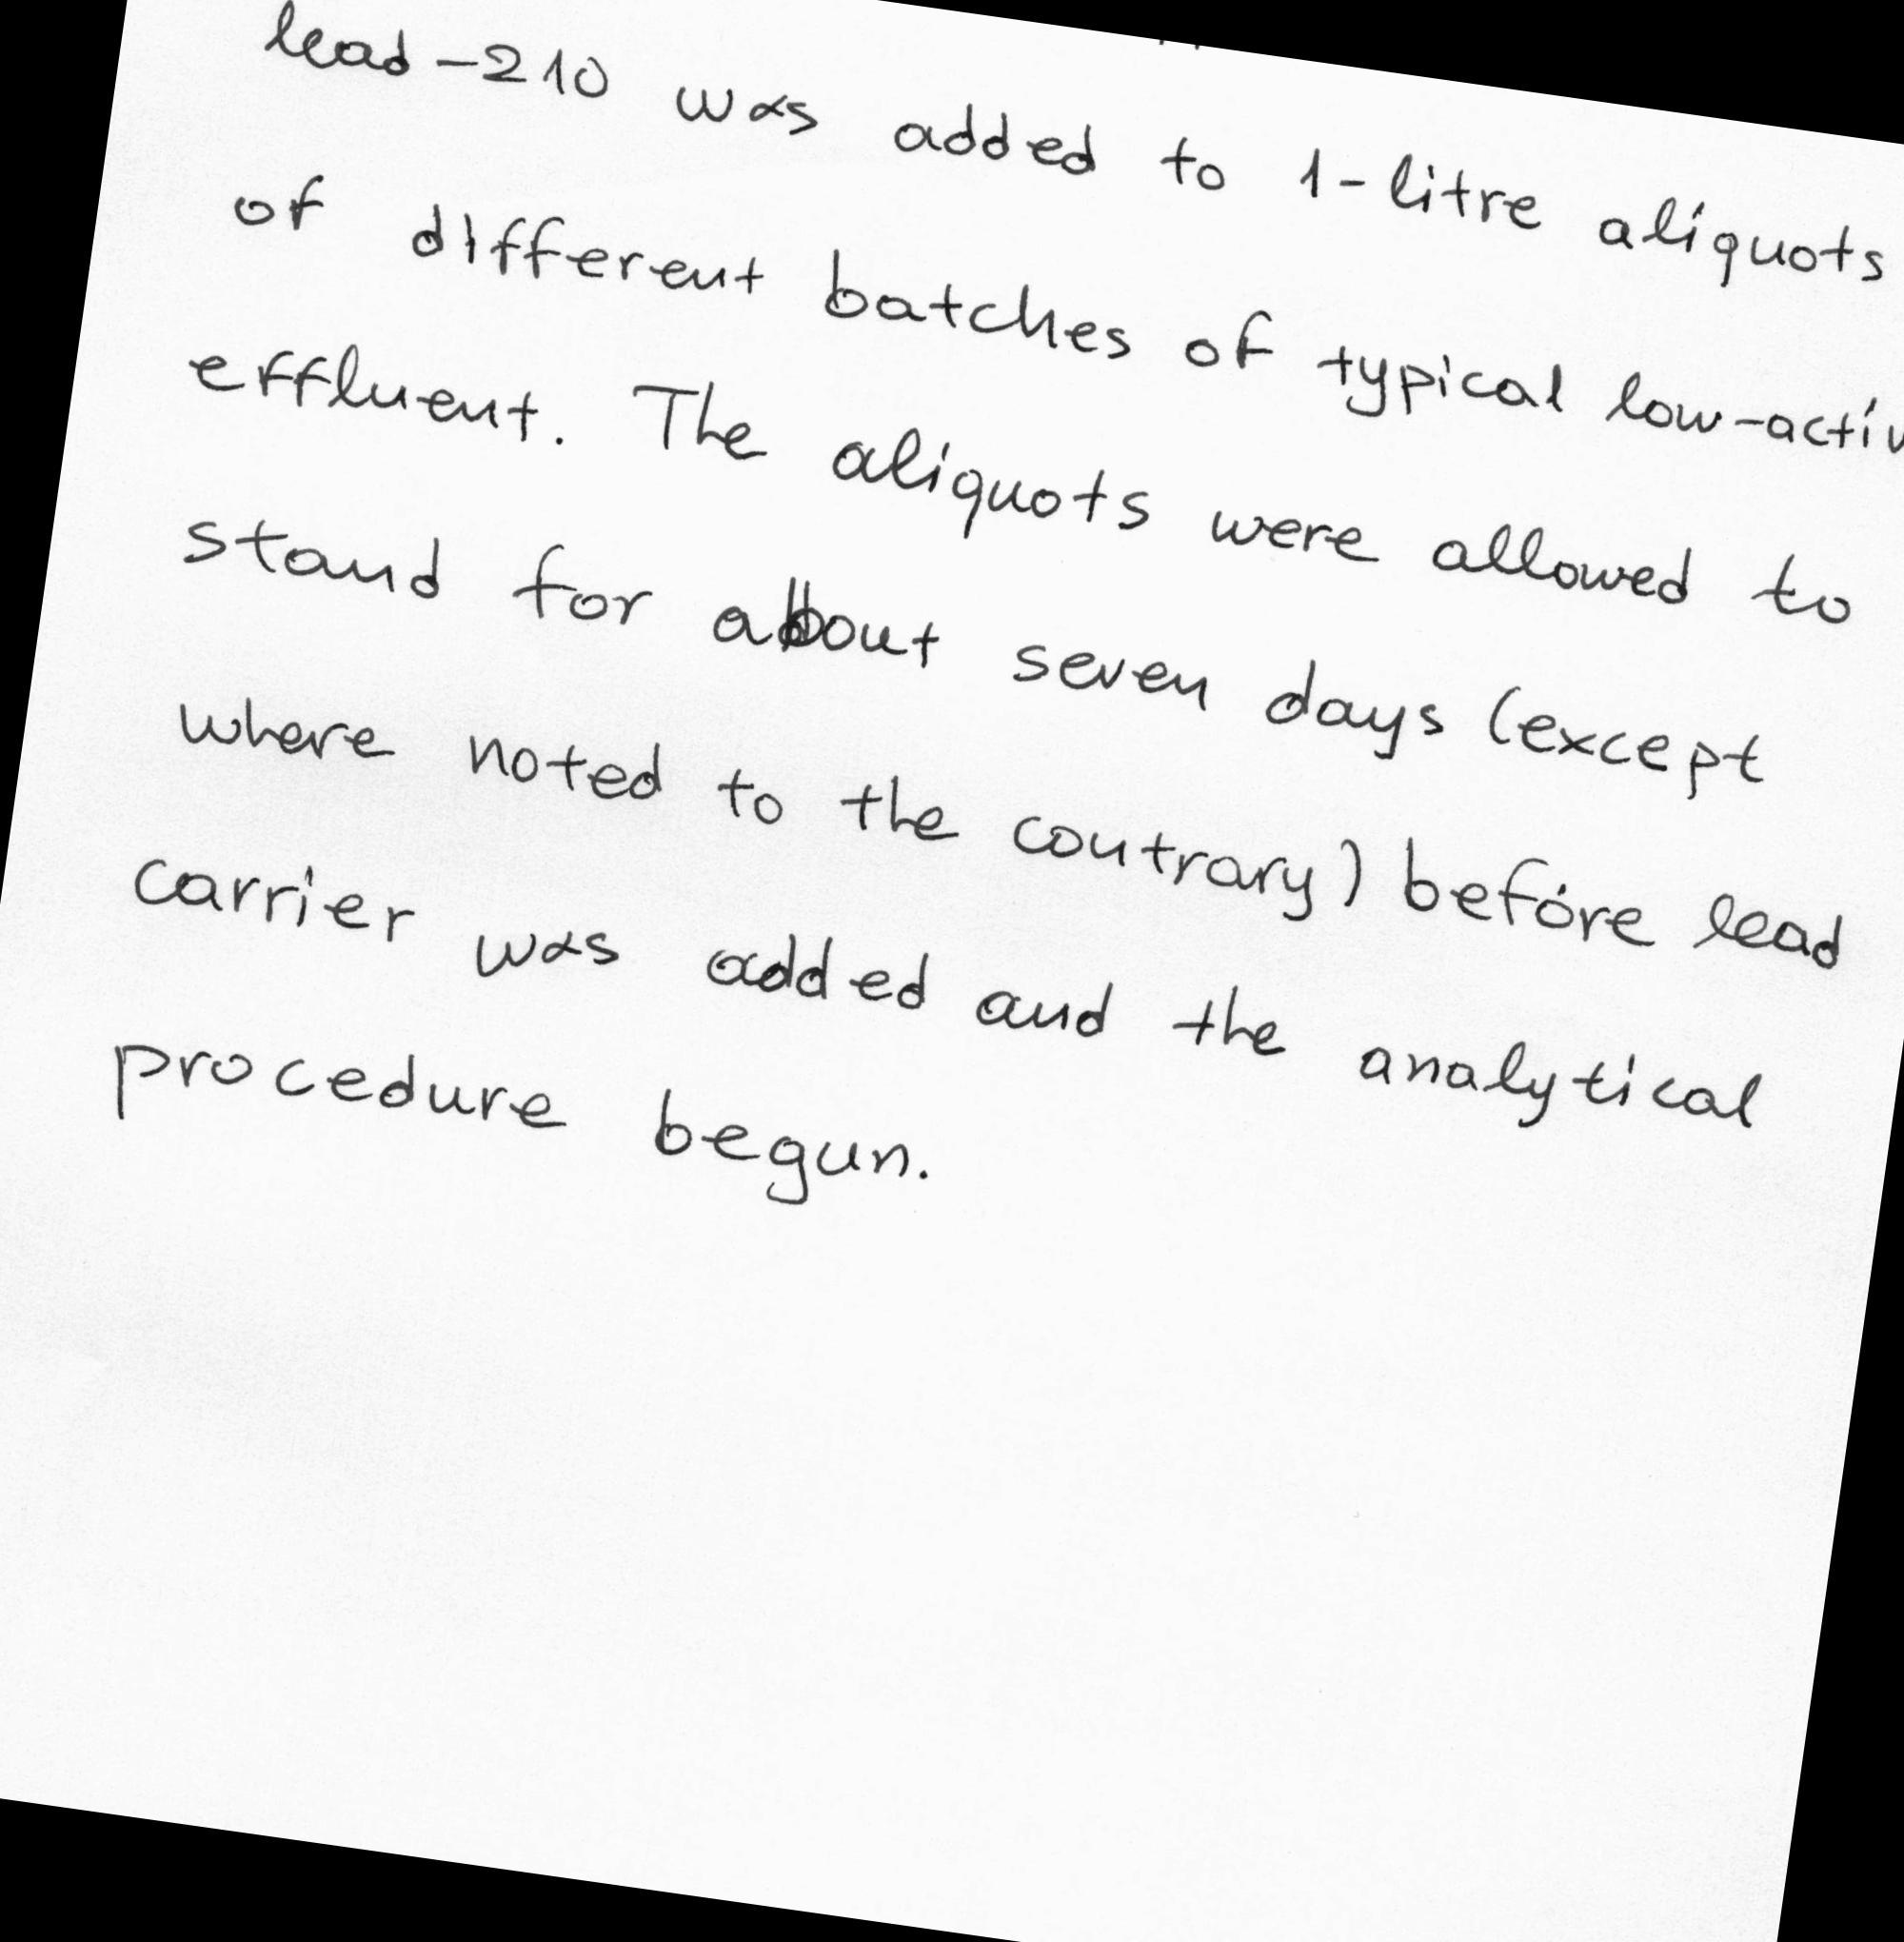 lead-210 was added to 1-litre aliquots
of different batches of typical low-activ
effluent. The aliquots were allowed to
stand for about seven days (except
where noted to the contrary) before lead
carrier was added and the analytical
procedure begun.